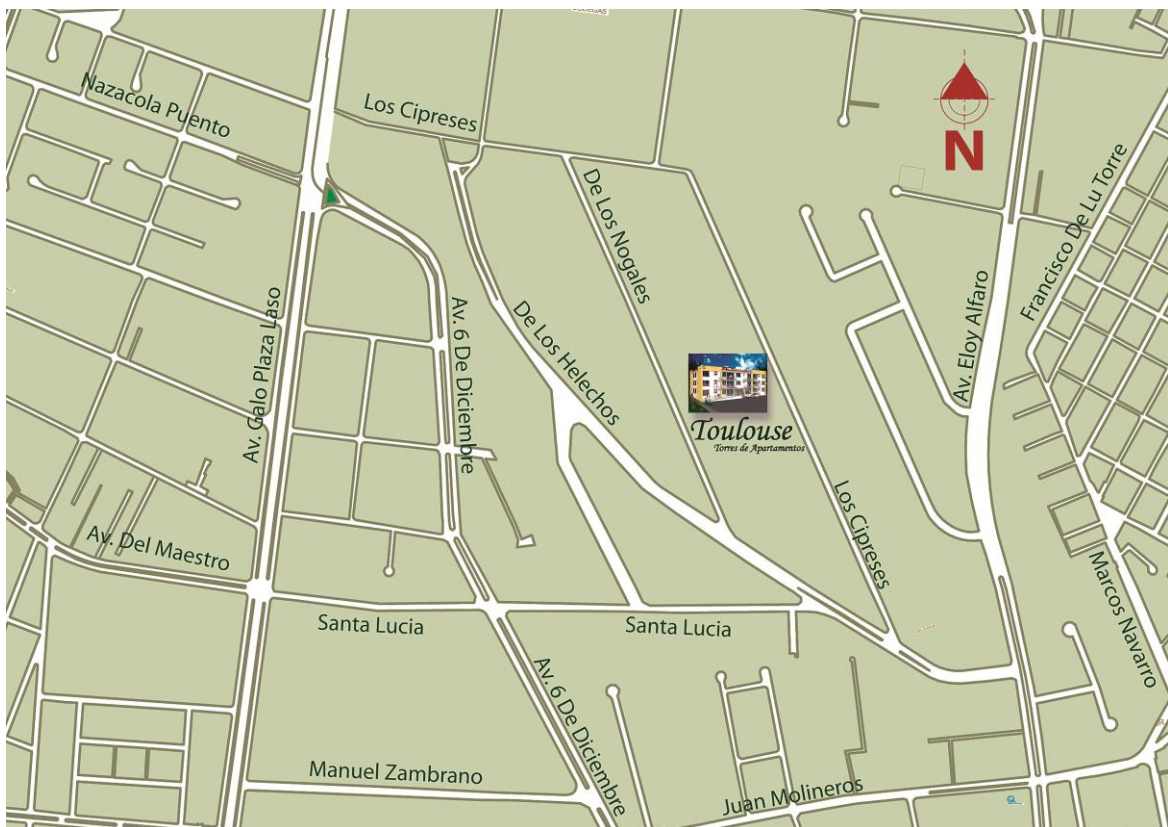 BODEGAS
Nazacola Puento
Los Cipreses
N
De Los Nogales
Francisco De Lu Torre
Av. Galo Plaza Laso
Av. 6 De Diciembre
De Los Helechos
Av. Eloy Alfaro
Toulouse
Torres de Apartamentos
Los Cipreses
Av. Del Maestro
Marcos Navarro
Santa Lucia
Santa Lucia
Av. 6 De Diciembre
Manuel Zambrano
Juan Molineros